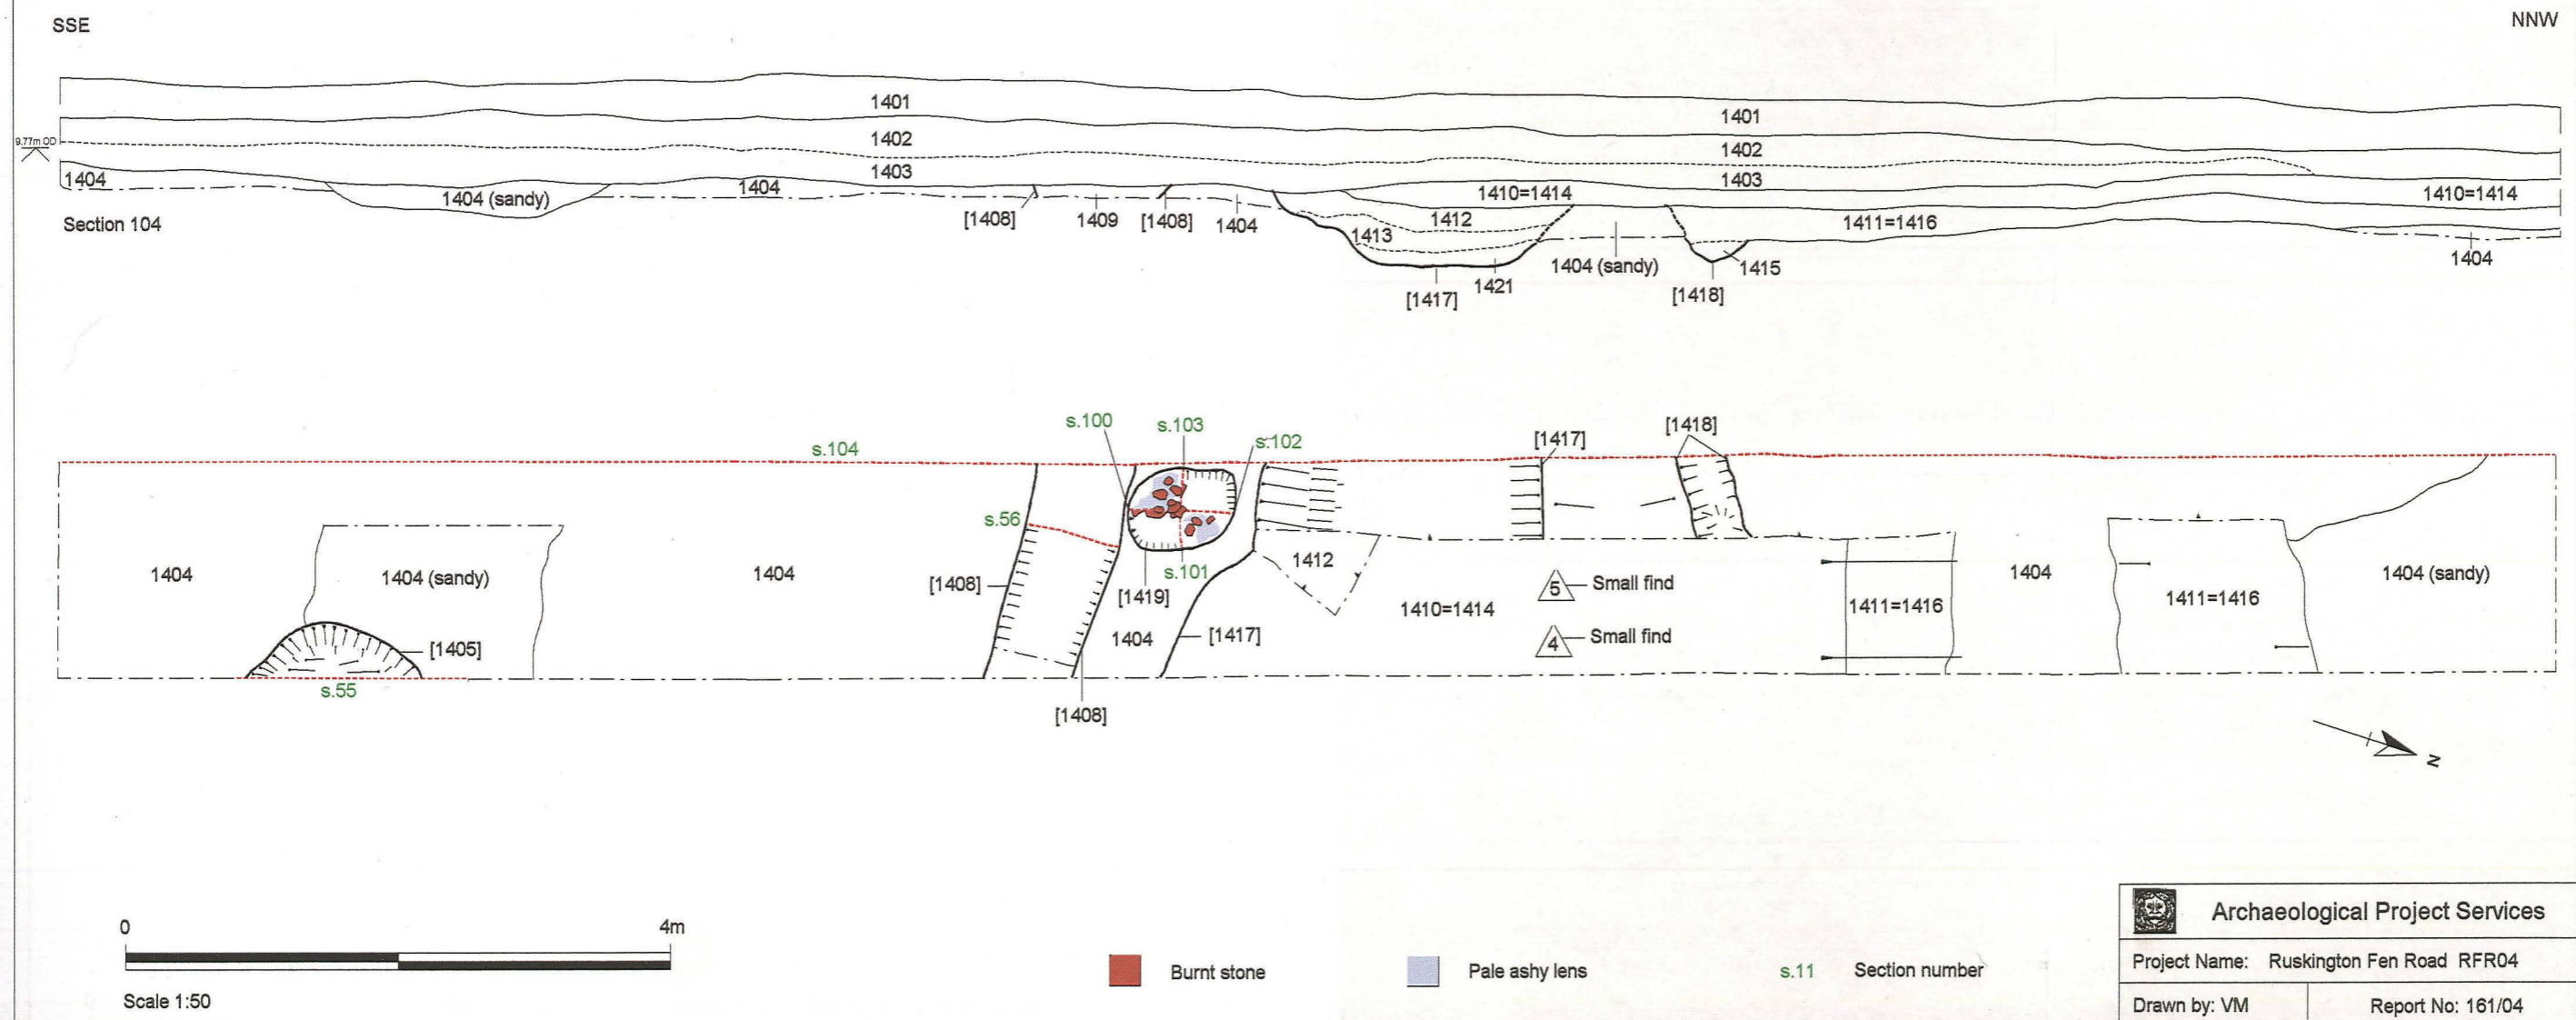 SSE
NNW
1401
1401
1402
9.77m OD
1402
1403
1403
1404
1404
1410=1414
1410=1414
1404 (sandy)
[1408]
1409
[1408]
1404
1413
1412
1411=1416
Section 104
1404 (sandy)
1415
1404
[1417]
1421
[1418]
s.100
s.103
s.102
[1417]
[1418]
s.104
s.56
1404
1404 (sandy)
1404
[1408]
[1419]
s.101
1412
5
Small find
1404
1411=1416
1404 (sandy)
1410=1414
1411=1416
[1405]
1404
[1417]
4
Small find
s.55
[1408]
N
0
4m
Scale 1:50
Burnt stone
Pale ashy lens
s.11
Section number
Archaeological Project Services
Project Name: Ruskington Fen Road RFR04
Drawn by: VM
Report No: 161/04